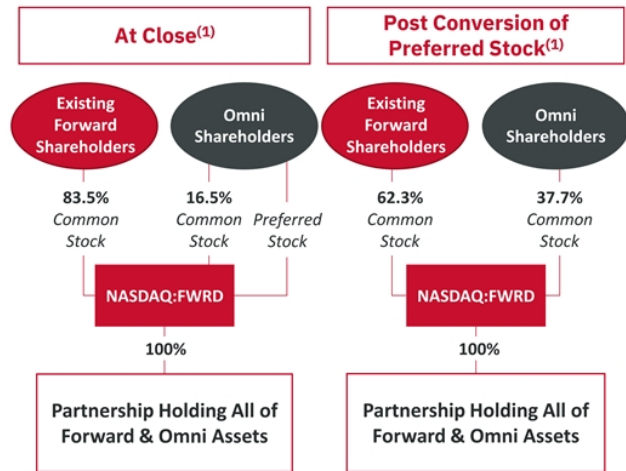 At Close(1)
Existing
Forward
Shareholders
Omni
Shareholders
83.5%
Common
Stock
16.5%
Common
Stock
Preferred
Stock
NASDAQ:FWRD
100%
Partnership Holding All of
Forward & Omni Assets
Post Conversion of
Preferred Stock(1)
Existing
Forward
Shareholders
Omni
Shareholders
62.3%
Common
Stock
37.7%
Common
Stock
NASDAQ:FWRD
100%
Partnership Holding All of
Forward & Omni Assets